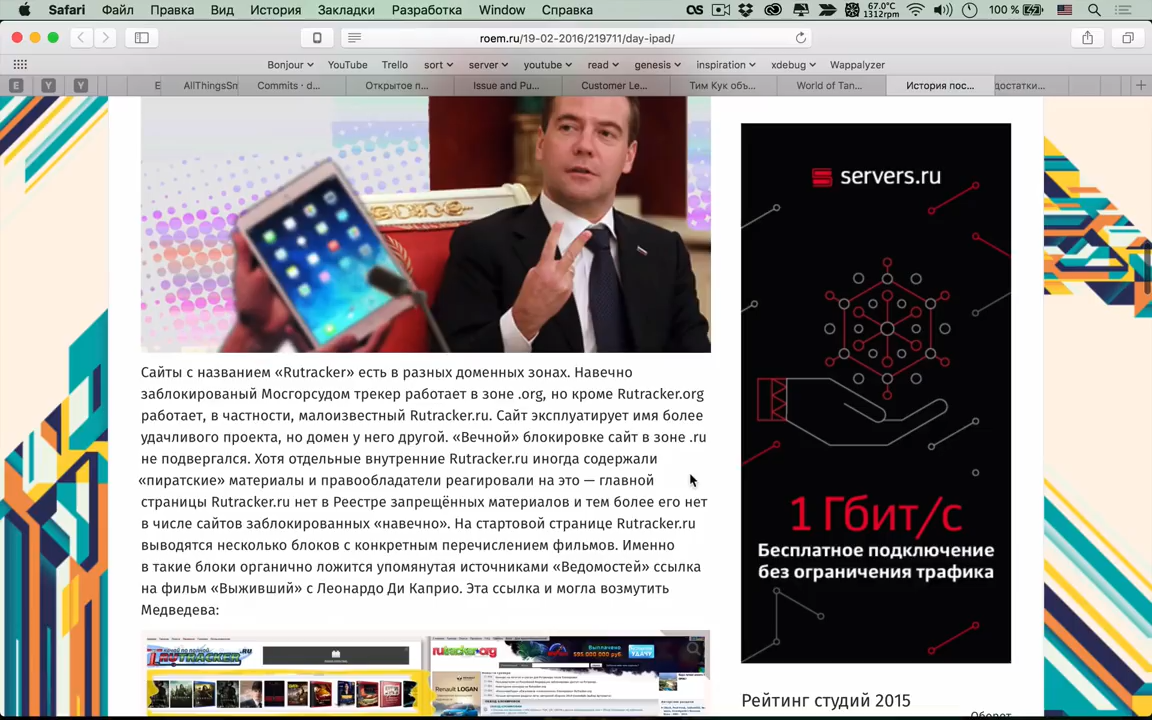 Safari Файл Правка Вид История Закладки Разработка Window Справка 67.0°C 1312rpm 100 %
roem.ru/19-02-2016/219711/day-ipad/
Bonjour YouTube Trello sort server youtube read genesis inspiration xdebug Wappalyzer
E Y Y E AllThingsSm Commits · d... Открытое п... Issue and Pu... Customer Le... Тим Кук объ... World of Tan... История пос... достатки...
Сайты с названием «Rutracker» есть в разных доменных зонах. Навечно
заблокированый Мосгорсудом трекер работает в зоне .org, но кроме Rutracker.org
работает, в частности, малоизвестный Rutracker.ru. Сайт эксплуатирует имя более
удачливого проекта, но домен у него другой. «Вечной» блокировке сайт в зоне .ru
не подвергался. Хотя отдельные внутренние Rutracker.ru иногда содержали
«пиратские» материалы и правообладатели реагировали на это — главной
страницы Rutracker.ru нет в Реестре запрещённых материалов и тем более его нет
в числе сайтов заблокированных «навечно». На стартовой странице Rutracker.ru
выводятся несколько блоков с конкретным перечислением фильмов. Именно
в такие блоки органично ложится упомянутая источниками «Ведомостей» ссылка
на фильм «Выживший» с Леонардо Ди Каприо. Эта ссылка и могла возмутить
Медведева:
RUTRACKER
rutracker.org
Renault LOGAN
servers.ru
1 Гбит/с
Бесплатное подключение
без ограничения трафика
Рейтинг студий 2015
Оборот